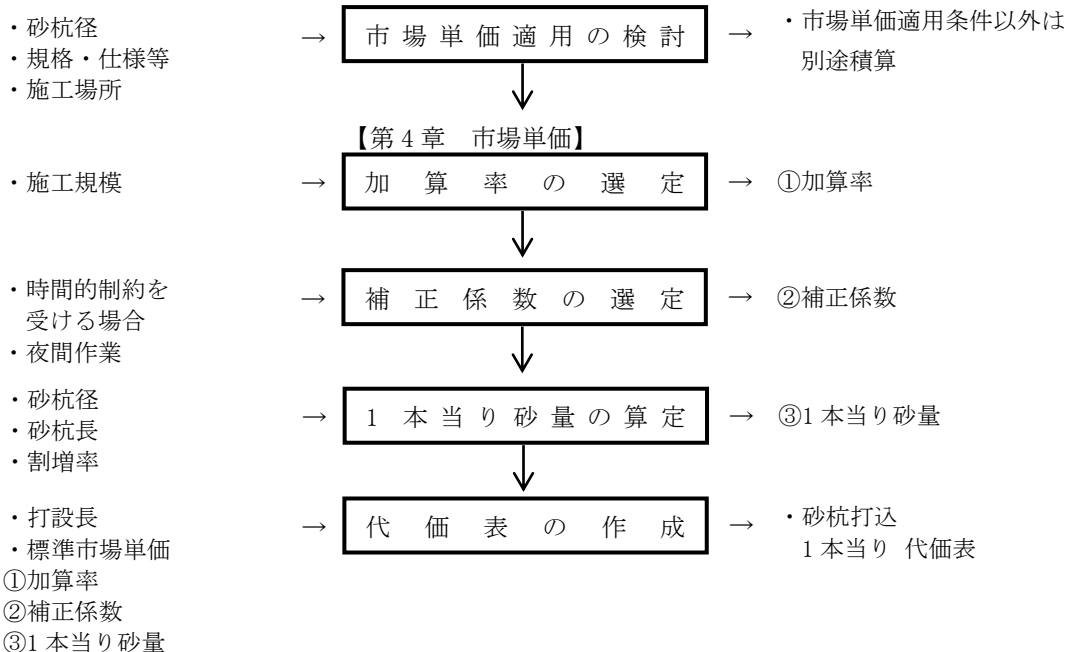 ・砂杭径
・規格・仕様等
・施工場所
→
市場単価適用の検討
→
・市場単価適用条件以外は
別途積算
【第4章　市場単価】
・施工規模
→
加算率の選定
→
①加算率
・時間的制約を
受ける場合
・夜間作業
→
補正係数の選定
→
②補正係数
・砂杭径
・砂杭長
・割増率
→
1本当り砂量の算定
→
③1本当り砂量
・打設長
・標準市場単価
①加算率
②補正係数
③1本当り砂量
→
代価表の作成
→
・砂杭打込
1本当り 代価表